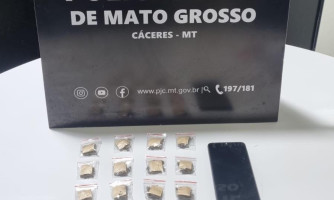 DE MATO GROSSO
CÁCERES - MT
www.pjc.mt.gov.br | 197/181